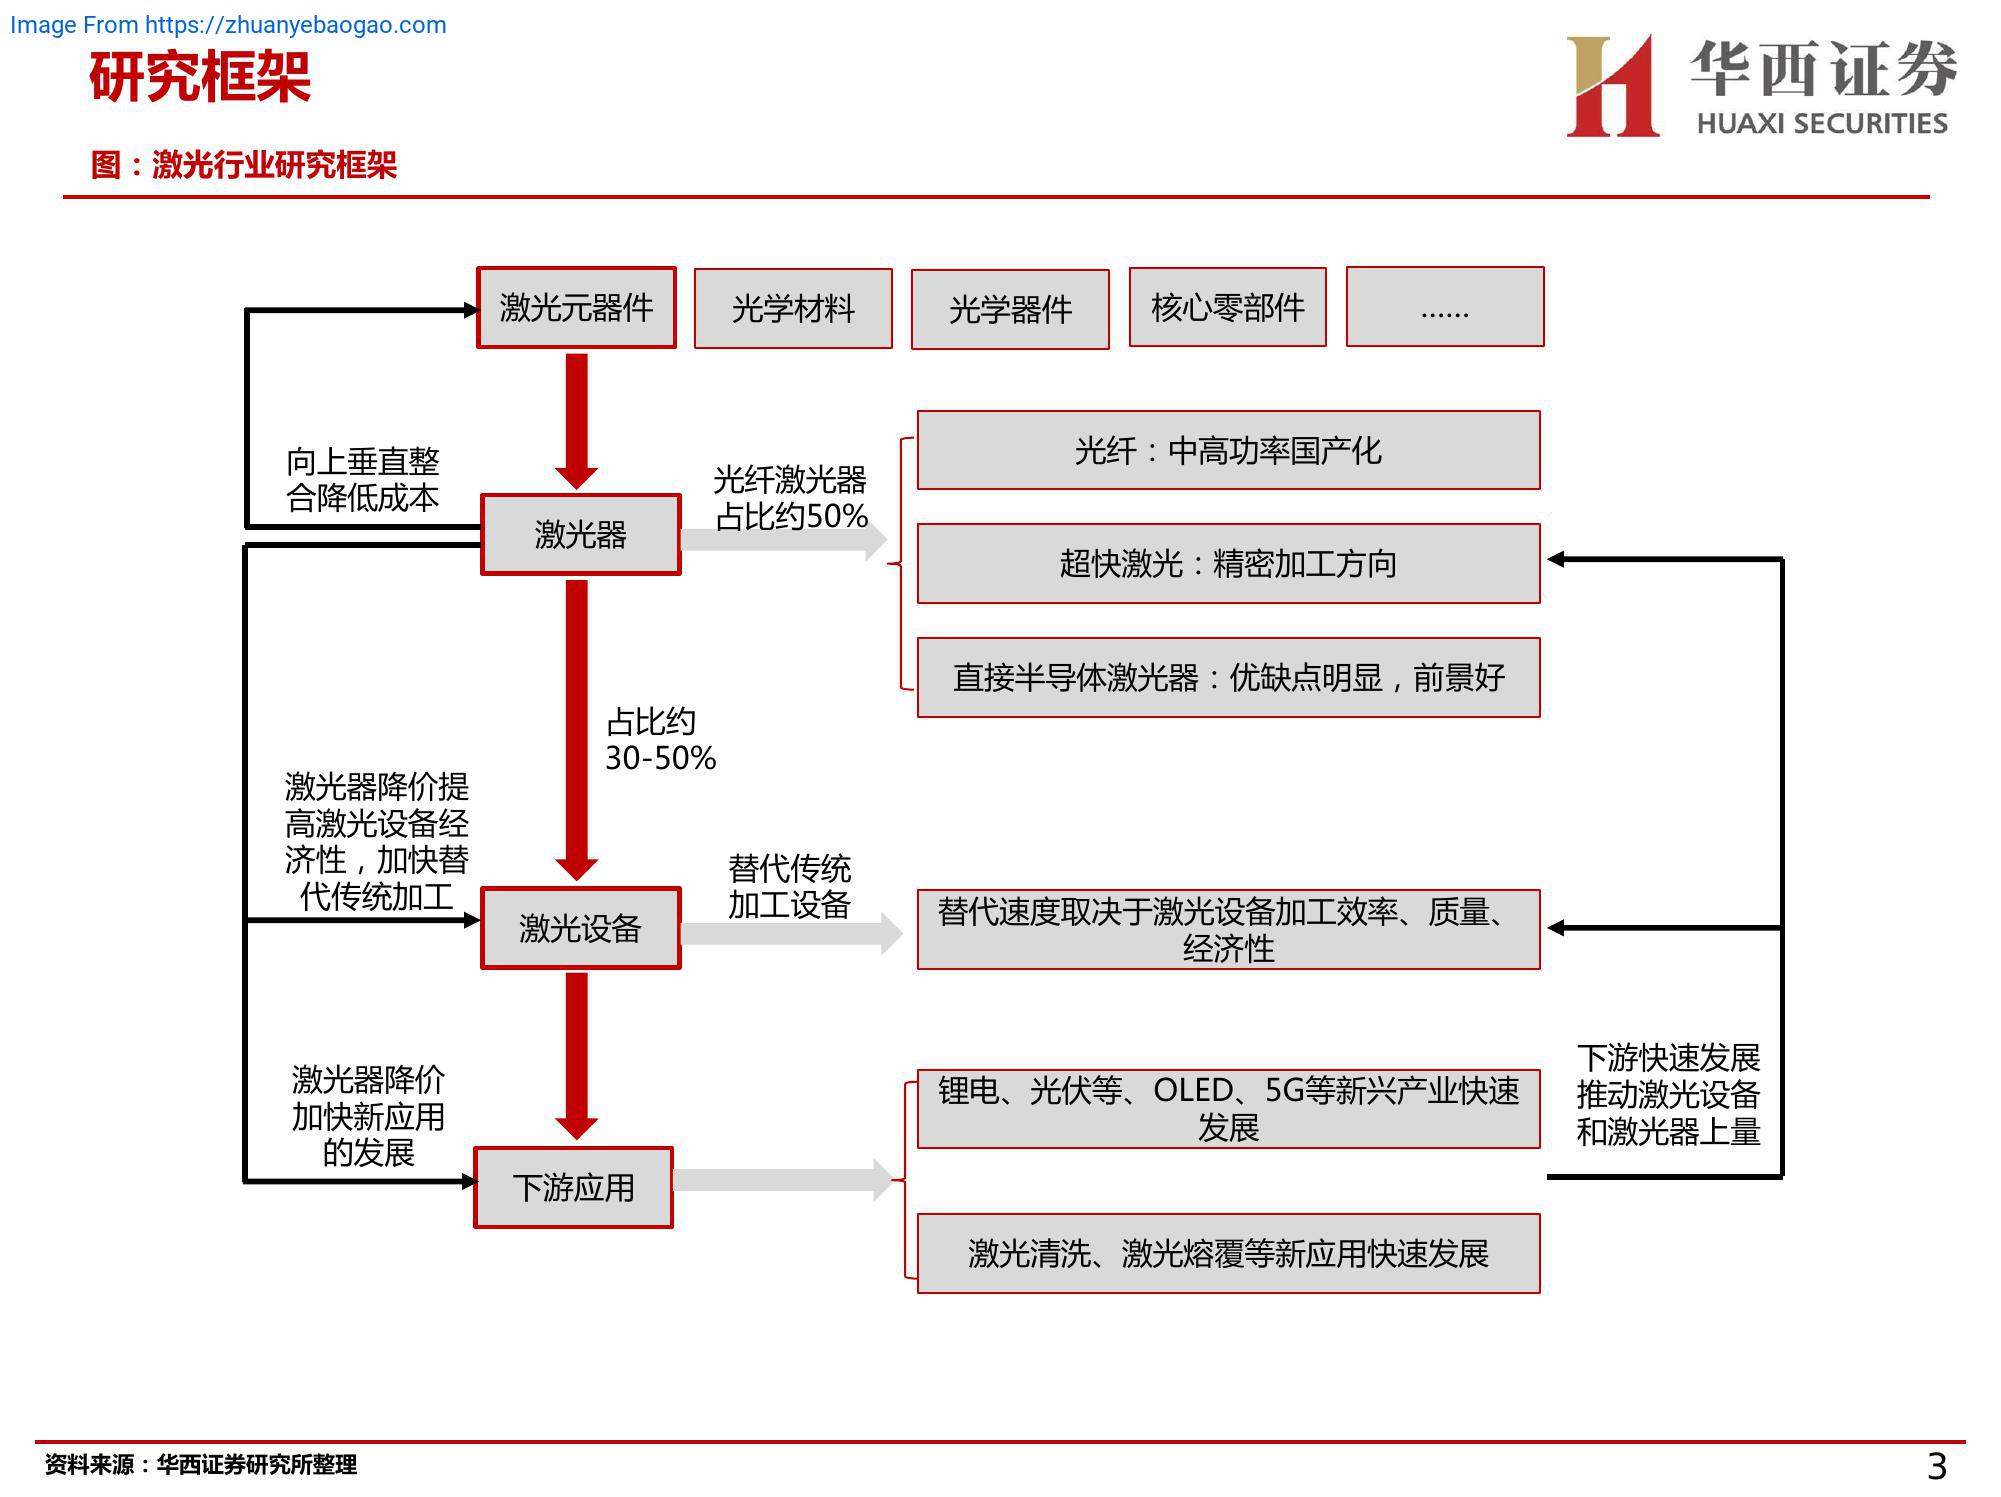 Image From https://zhuanyebaogao.com
研究框架
华西证券
HUAXI SECURITIES
图：激光行业研究框架
激光元器件
光学材料
光学器件
核心零部件
......
向上垂直整
合降低成本
激光器
光纤激光器
占比约50%
光纤：中高功率国产化
超快激光：精密加工方向
直接半导体激光器：优缺点明显，前景好
占比约
30-50%
激光器降价提
高激光设备经
济性，加快替
代传统加工
激光设备
替代传统
加工设备
替代速度取决于激光设备加工效率、质量、
经济性
激光器降价
加快新应用
的发展
下游应用
锂电、光伏等、OLED、5G等新兴产业快速
发展
激光清洗、激光熔覆等新应用快速发展
下游快速发展
推动激光设备
和激光器上量
资料来源：华西证券研究所整理
3